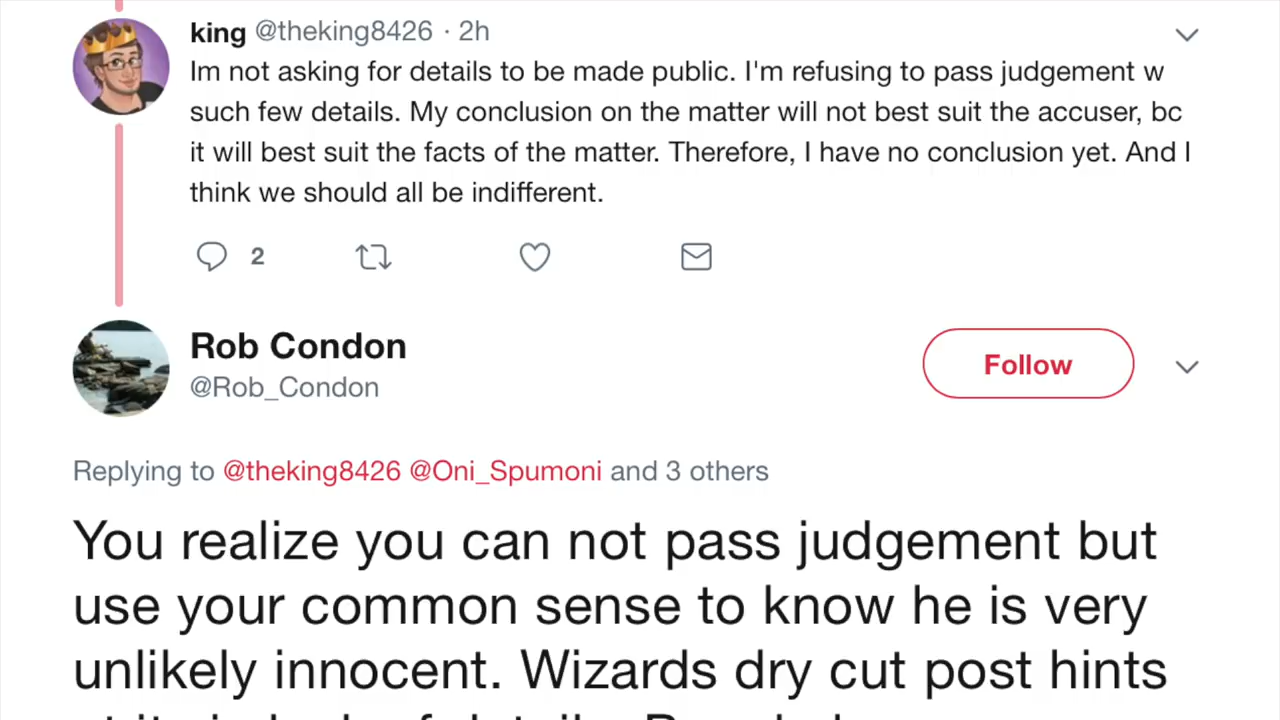 king @theking8426 · 2h
Im not asking for details to be made public. I'm refusing to pass judgement w
such few details. My conclusion on the matter will not best suit the accuser, bc
it will best suit the facts of the matter. Therefore, I have no conclusion yet. And I
think we should all be indifferent.
2
Rob Condon
@Rob_Condon
Follow
Replying to @theking8426 @Oni_Spumoni and 3 others
You realize you can not pass judgement but
use your common sense to know he is very
unlikely innocent. Wizards dry cut post hints